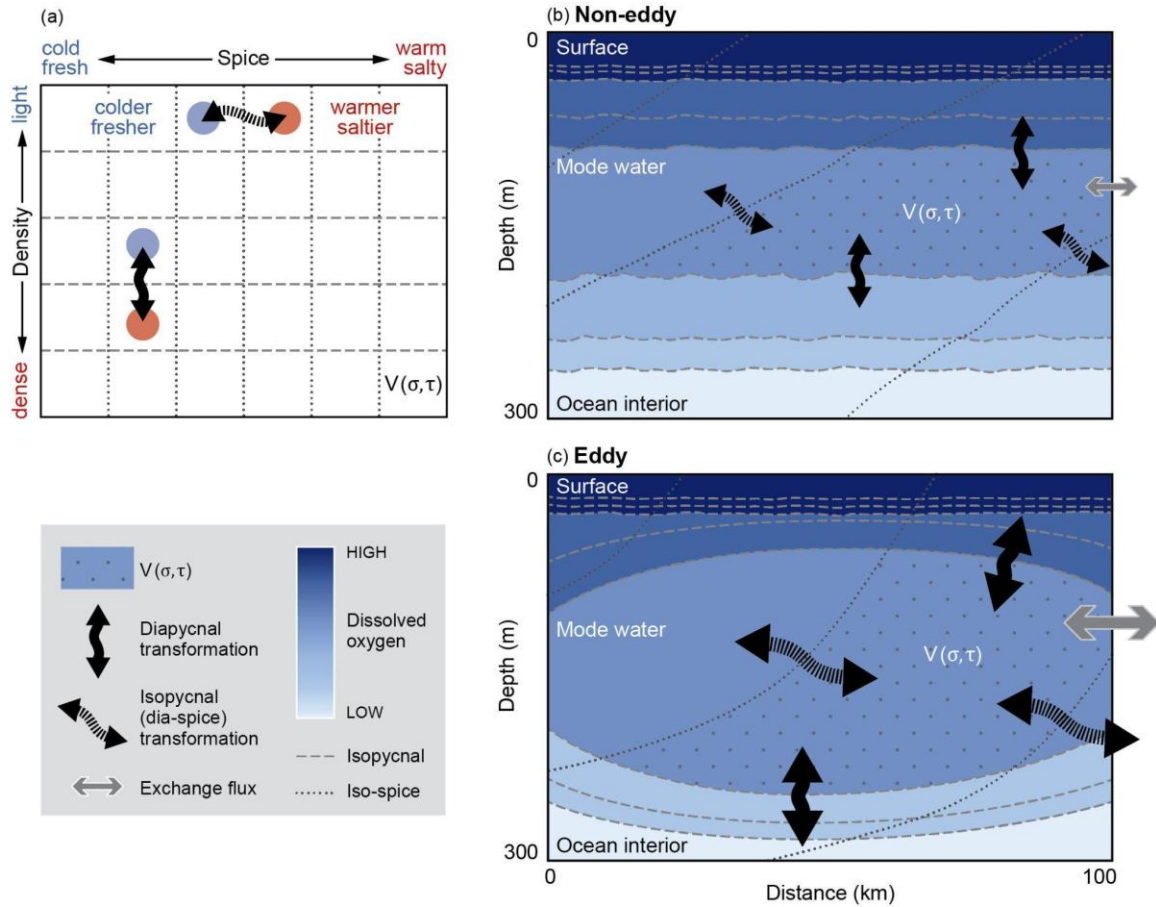 (a)
cold
fresh
Spice
warm
salty
light
Density
dense
colder
fresher
warmer
saltier
V(σ,τ)
V(σ,τ)
Diapycnal
transformation
Isopycnal
(dia-spice)
transformation
Exchange flux
HIGH
Dissolved
oxygen
LOW
Isopycnal
Iso-spice
(b) Non-eddy
0
Surface
Mode water
V(σ,τ)
Depth (m)
300
Ocean interior
(c) Eddy
0
Surface
Mode water
V(σ,τ)
Depth (m)
300
Ocean interior
0
100
Distance (km)